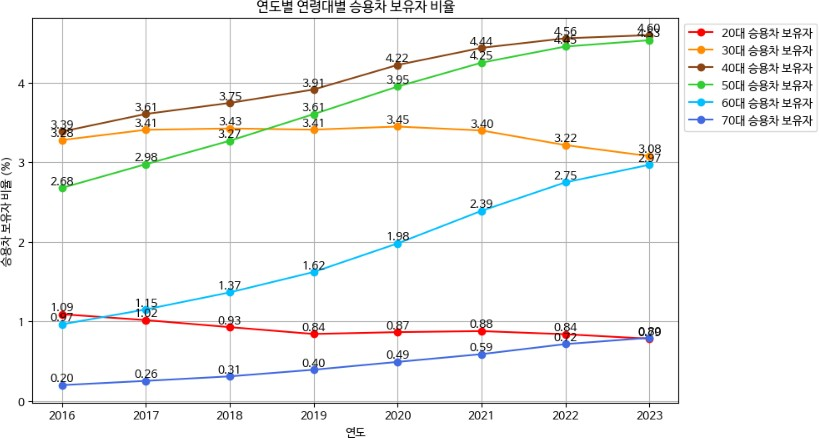 연도별 연령대별 승용차 보유자 비율
20대 승용차 보유자
30대 승용차 보유자
40대 승용차 보유자
50대 승용차 보유자
60대 승용차 보유자
70대 승용차 보유자
승용차 보유자 비율 (%)
4
3
2
1
0
3.39 3.61 3.75 3.91 4.22 4.44 4.56 4.60
3.28 3.41 3.43 3.41 3.45 3.40 3.22 3.08
2.68 2.98 3.27 3.61 3.95 4.25 4.45
0.97 1.15 1.37 1.62 1.98 2.39 2.75 2.97
1.09 1.02 0.93 0.84 0.87 0.88 0.84
0.20 0.26 0.31 0.40 0.49 0.59 0.72
2016 2017 2018 2019 2020 2021 2022 2023
연도